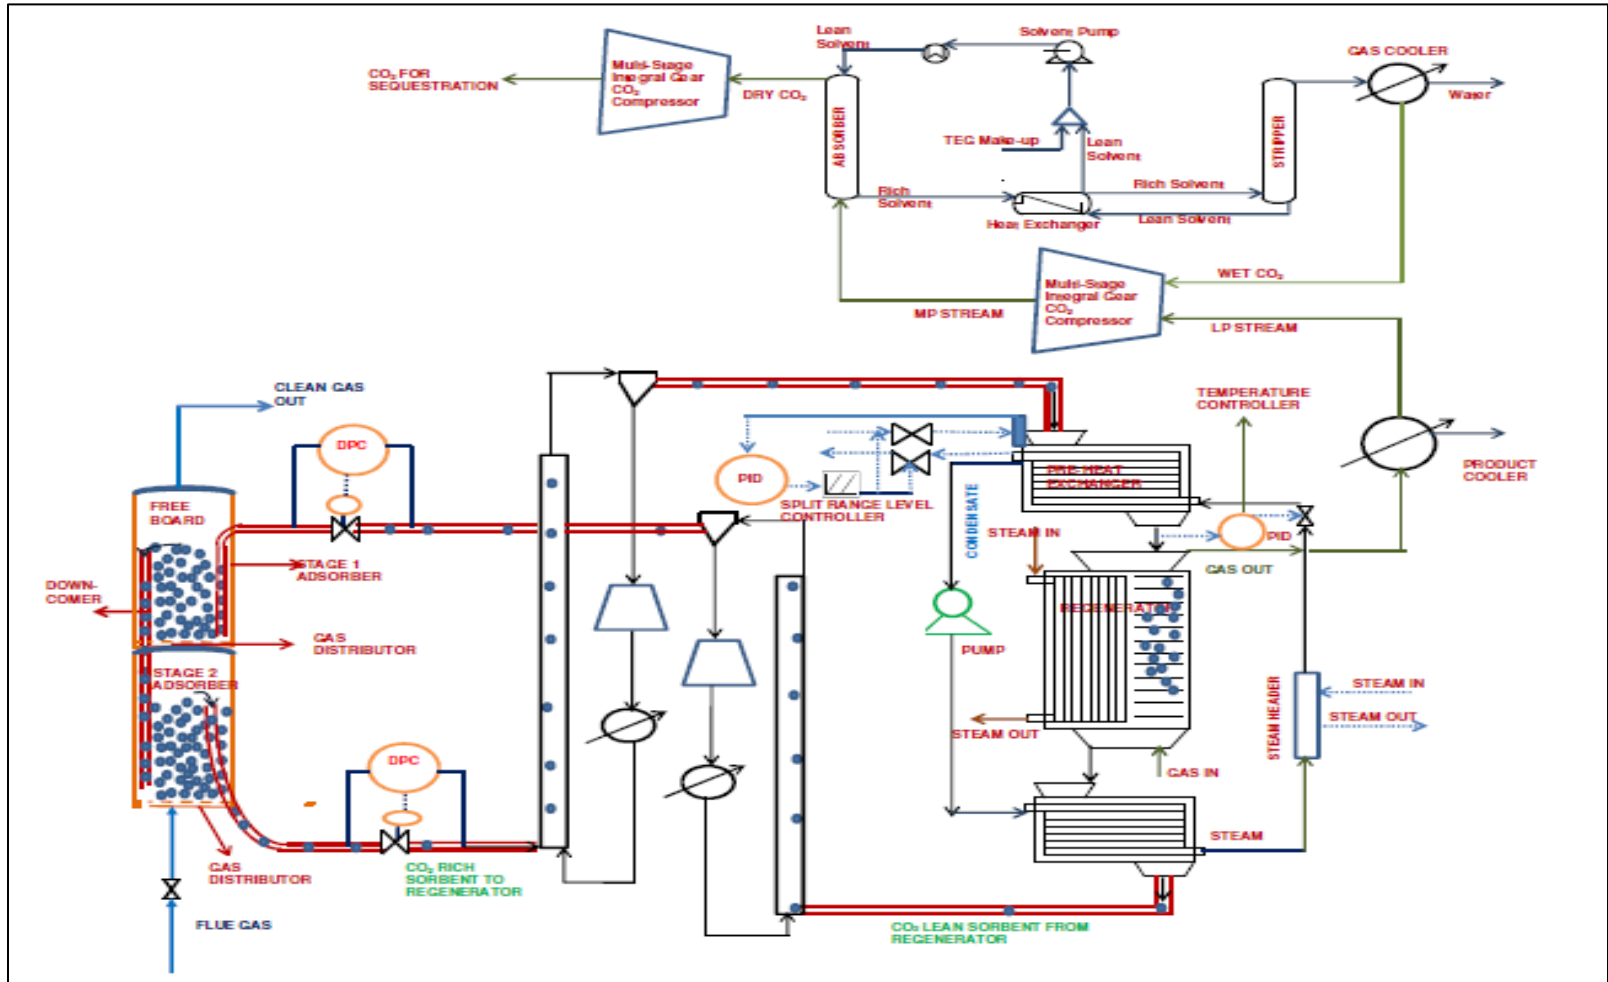 Lean
Solvent
Solvent Pump
GAS COOLER
Multi-Stage
Integral Gear
CO₂
Compressor
CO₂ FOR
SEQUESTRATION
DRY CO₂
Water
ABSORBER
STRIPPER
TEG Make-up
Lean
Solvent
Rich
Solvent
Rich Solvent
Heat Exchanger
Lean Solvent
WET CO₂
Multi-Stage
Integral Gear
CO₂
Compressor
MP STREAM
LP STREAM
CLEAN GAS
OUT
TEMPERATURE
CONTROLLER
DPC
PRE-HEAT
EXCHANGER
PRODUCT
COOLER
PID
FREE
BOARD
SPLIT RANGE LEVEL
CONTROLLER
CONDENSATE
STEAM IN
PID
STAGE 1
ADSORBER
GAS OUT
DOWN-
COMER
REGENERATOR
GAS
DISTRIBUTOR
PUMP
STAGE 2
ADSORBER
STEAM IN
STEAM OUT
STEAM HEADER
STEAM OUT
DPC
GAS IN
STEAM
GAS
DISTRIBUTOR
CO₂ RICH
SORBENT TO
REGENERATOR
FLUE GAS
CO₂ LEAN SORBENT FROM
REGENERATOR